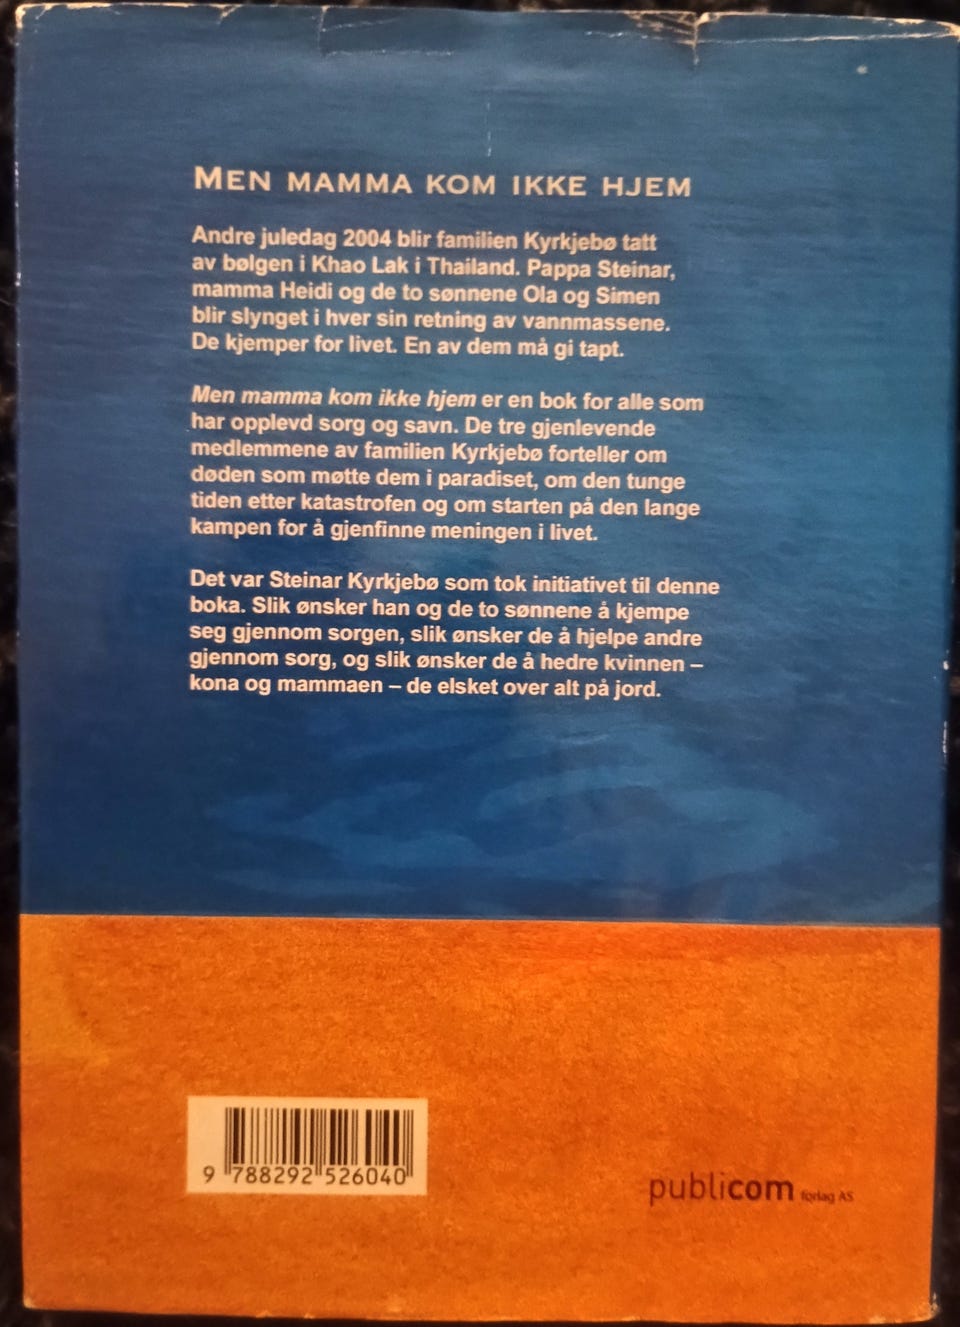 MEN MAMMA KOM IKKE HJEM
Andre juledag 2004 blir familien Kyrkjebø tatt
av bølgen i Khao Lak i Thailand. Pappa Steinar,
mamma Heidi og de to sønnene Ola og Simen
blir slynget i hver sin retning av vannmassene.
De kjemper for livet. En av dem må gi tapt.
Men mamma kom ikke hjem er en bok for alle som
har opplevd sorg og savn. De tre gjenlevende
medlemmene av familien Kyrkjebø forteller om
døden som møtte dem i paradiset, om den tunge
tiden etter katastrofen og om starten på den lange
kampen for å gjenfinne meningen i livet.
Det var Steinar Kyrkjebø som tok initiativet til denne
boka. Slik ønsker han og de to sønnene å kjempe
seg gjennom sorgen, slik ønsker de å hjelpe andre
gjennom sorg, og slik ønsker de å hedre kvinnen –
kona og mammaen – de elsket over alt på jord.
9 788292 526040
publicom forlag AS